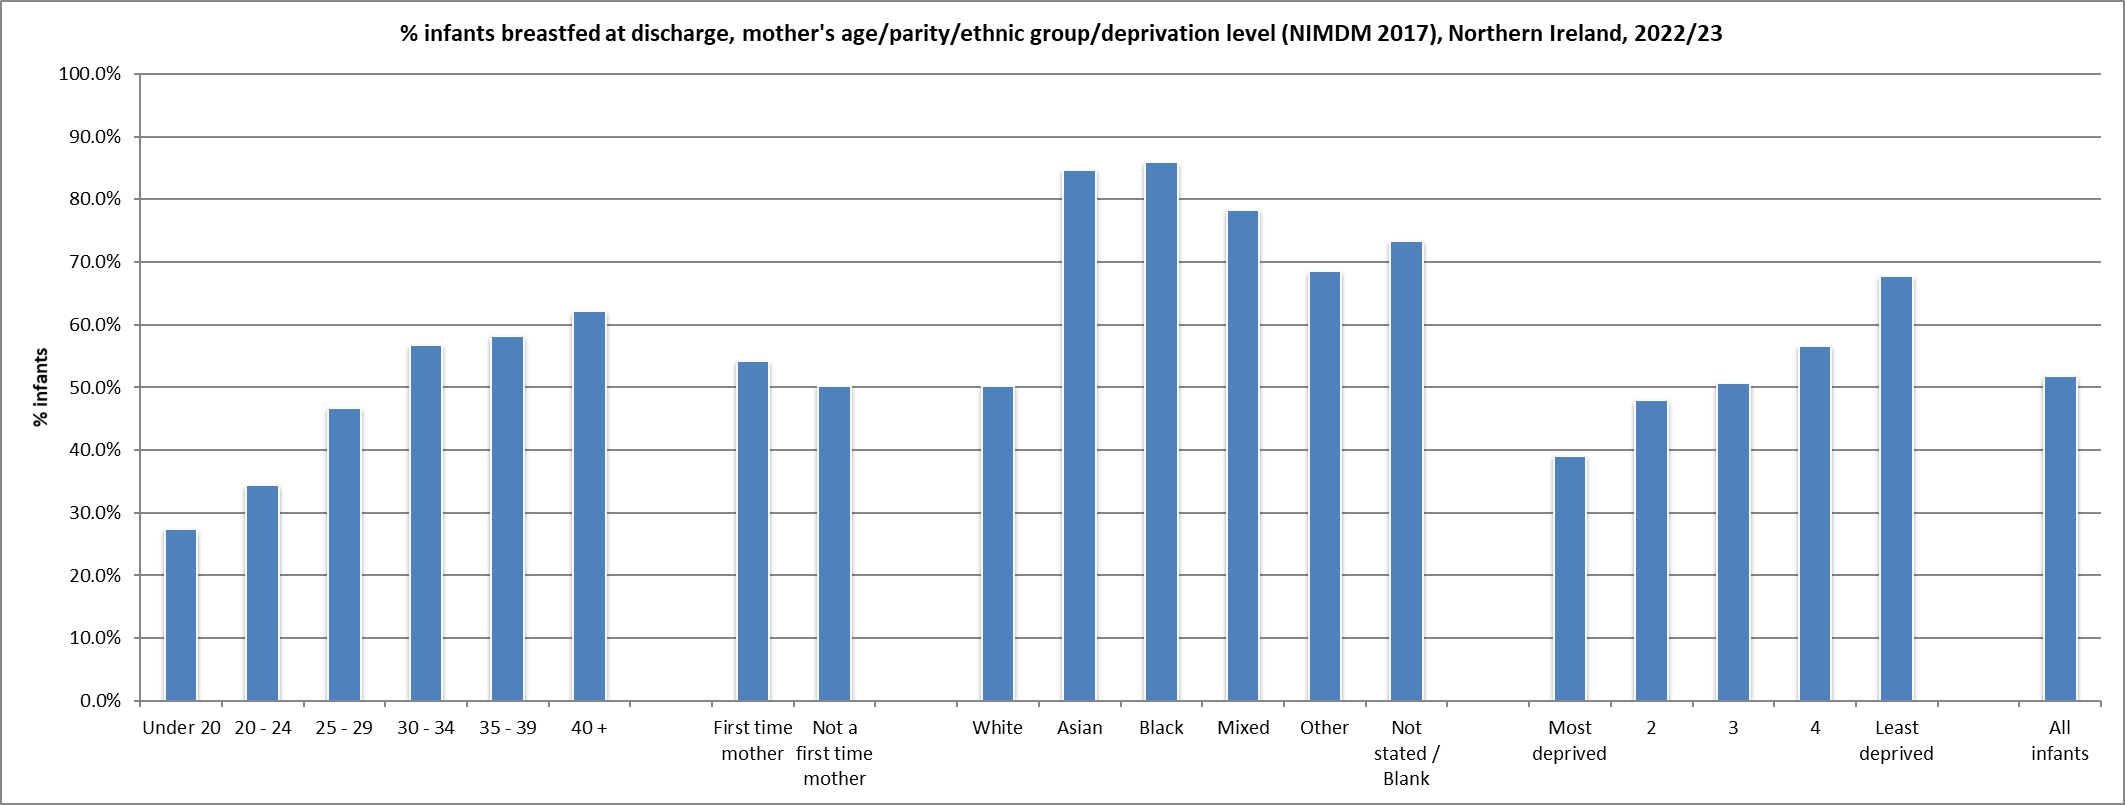 % infants breastfed at discharge, mother's age/parity/ethnic group/deprivation level (NIMDM 2017), Northern Ireland, 2022/23
% infants
100.0%
90.0%
80.0%
70.0%
60.0%
50.0%
40.0%
30.0%
20.0%
10.0%
0.0%
Under 20
20 - 24
25 - 29
30 - 34
35 - 39
40 +
First time
mother
Not a
first time
mother
White
Asian
Black
Mixed
Other
Not
stated /
Blank
Most
deprived
2
3
4
Least
deprived
All
infants